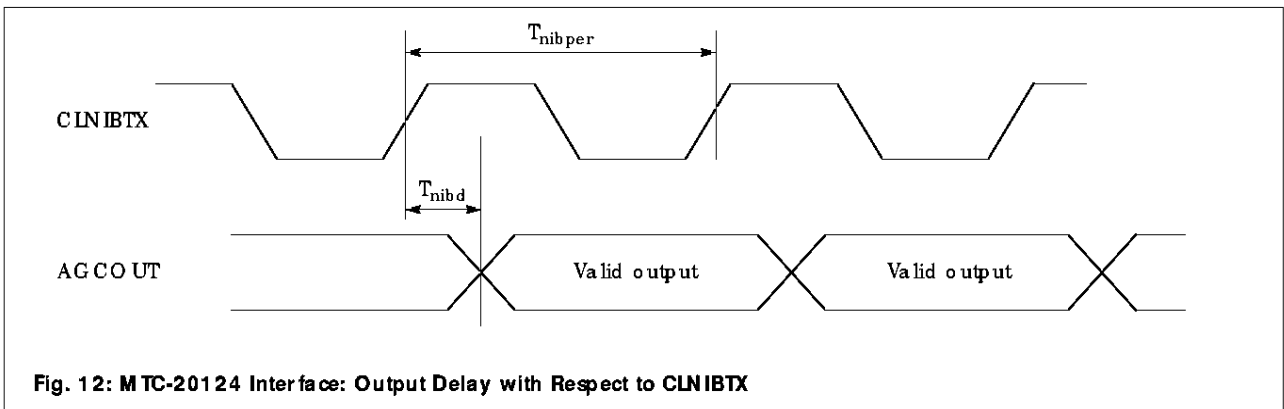 Tnibper
CLNIBTX
Tnibd
AGCOUT
Valid output
Valid output
Fig. 12: MTC-20124 Interface: Output Delay with Respect to CLNIBTX